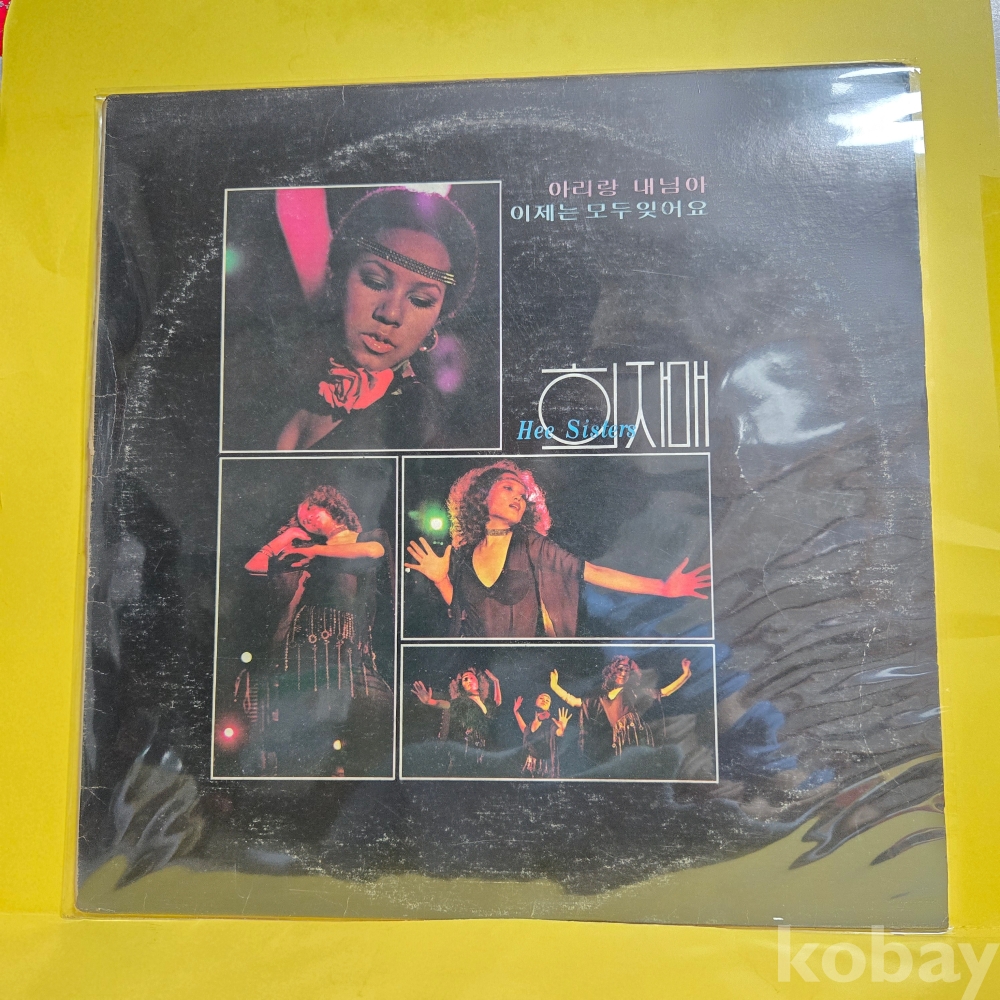 아리랑 내님아
이제는 모두잊어요
희자매
Hee Sisters
kobay